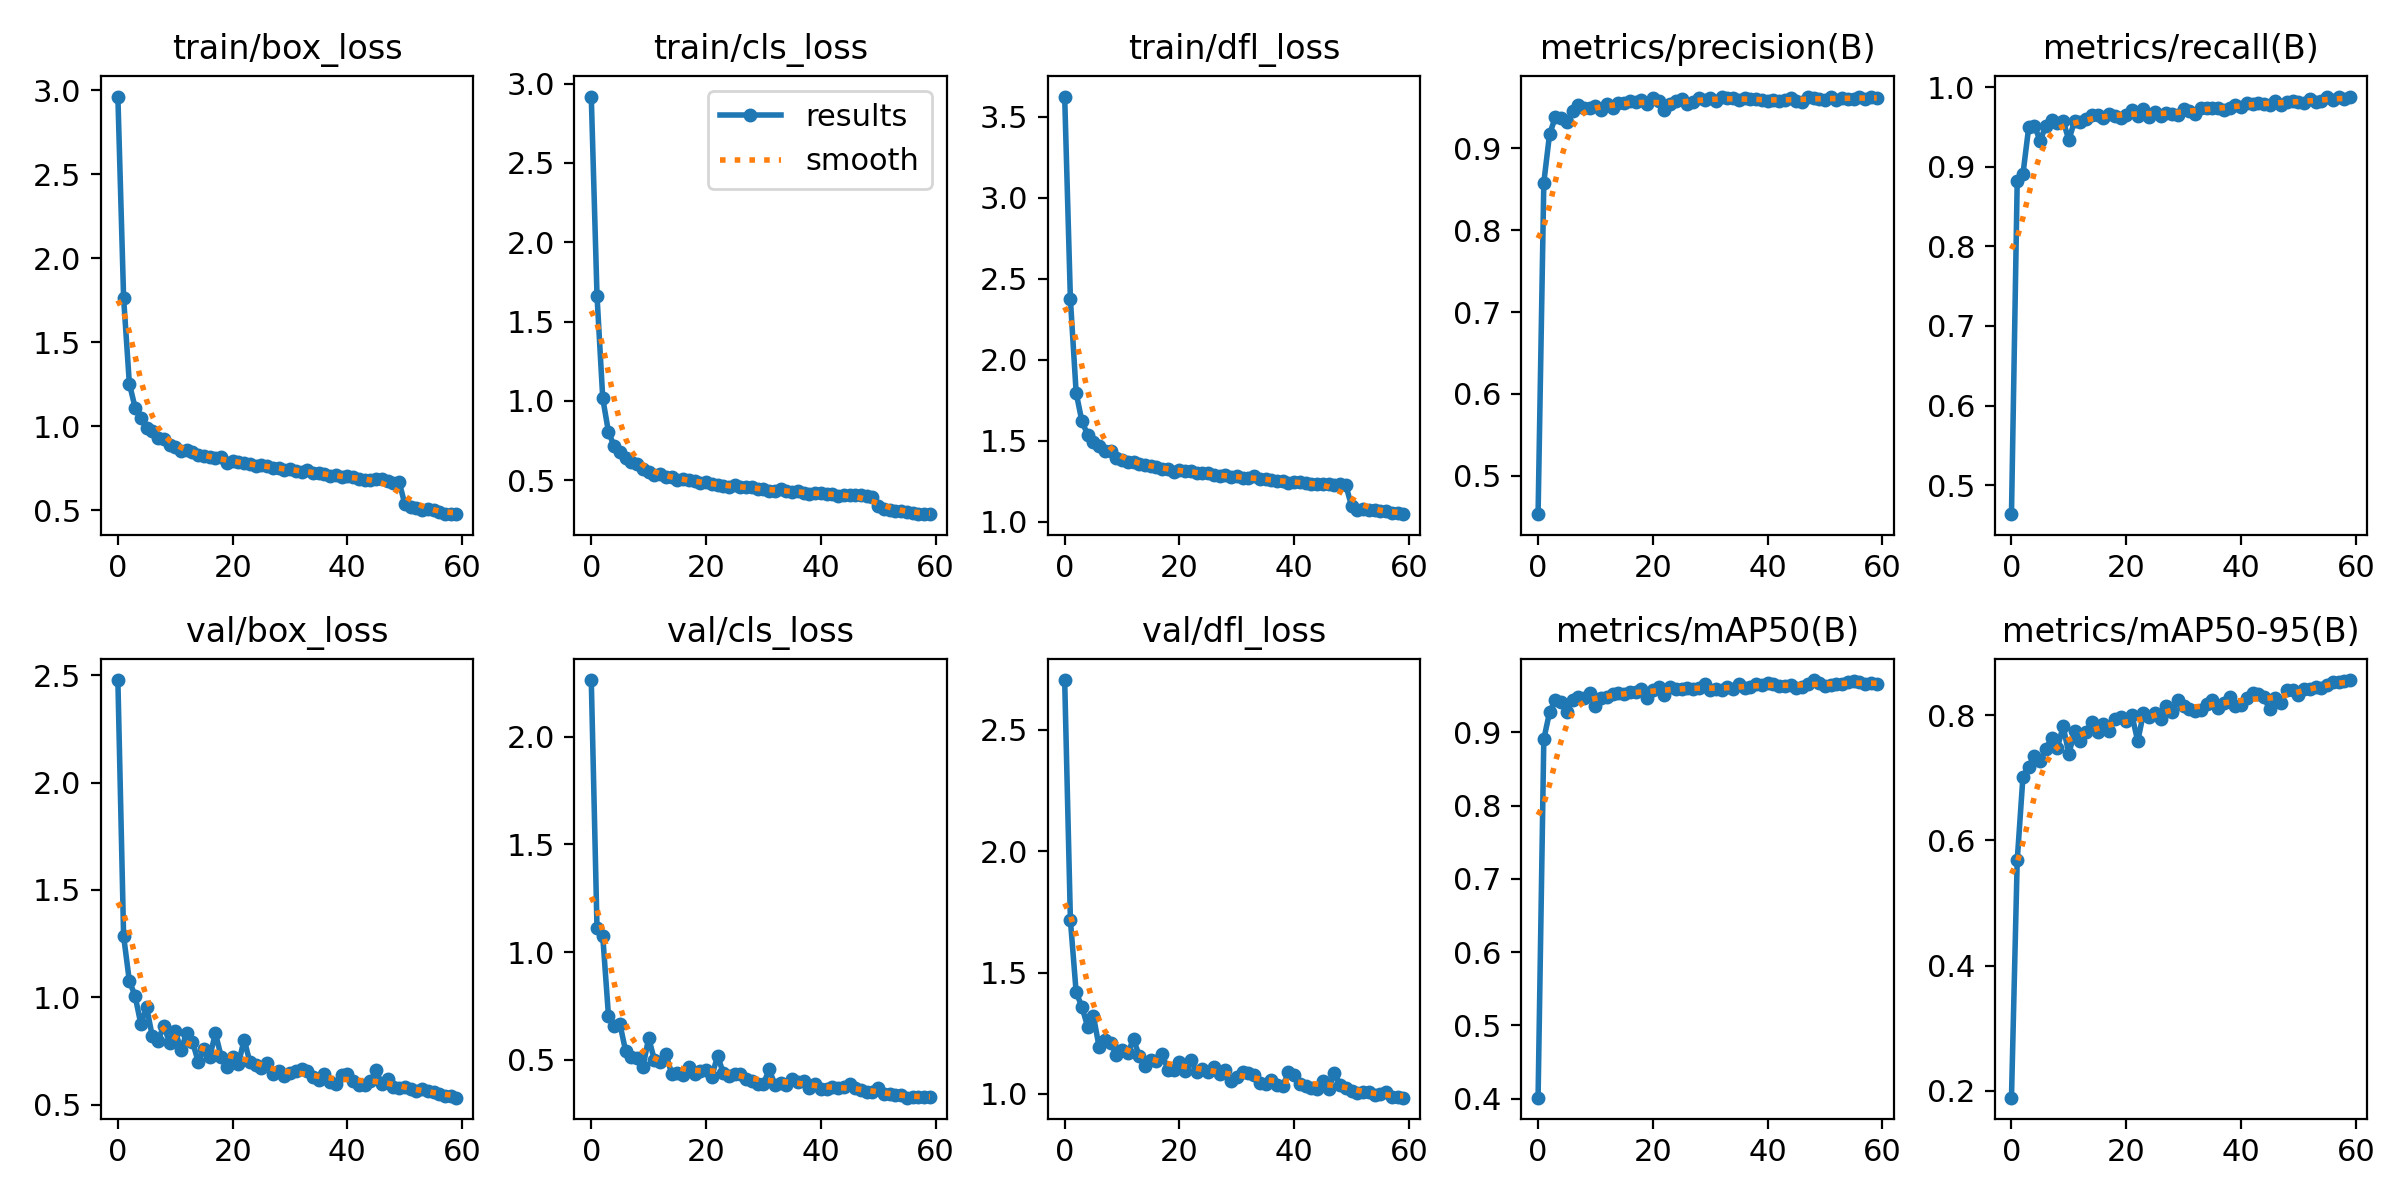 train/box_loss
3.0
2.5
2.0
1.5
1.0
0.5
0 20 40 60
train/cls_loss
results
smooth
3.0
2.5
2.0
1.5
1.0
0.5
0 20 40 60
train/dfl_loss
3.5
3.0
2.5
2.0
1.5
1.0
0 20 40 60
metrics/precision(B)
0.9
0.8
0.7
0.6
0.5
0 20 40 60
metrics/recall(B)
1.0
0.9
0.8
0.7
0.6
0.5
0 20 40 60
val/box_loss
2.5
2.0
1.5
1.0
0.5
0 20 40 60
val/cls_loss
2.0
1.5
1.0
0.5
0 20 40 60
val/dfl_loss
2.5
2.0
1.5
1.0
0 20 40 60
metrics/mAP50(B)
0.9
0.8
0.7
0.6
0.5
0.4
0 20 40 60
metrics/mAP50-95(B)
0.8
0.6
0.4
0.2
0 20 40 60